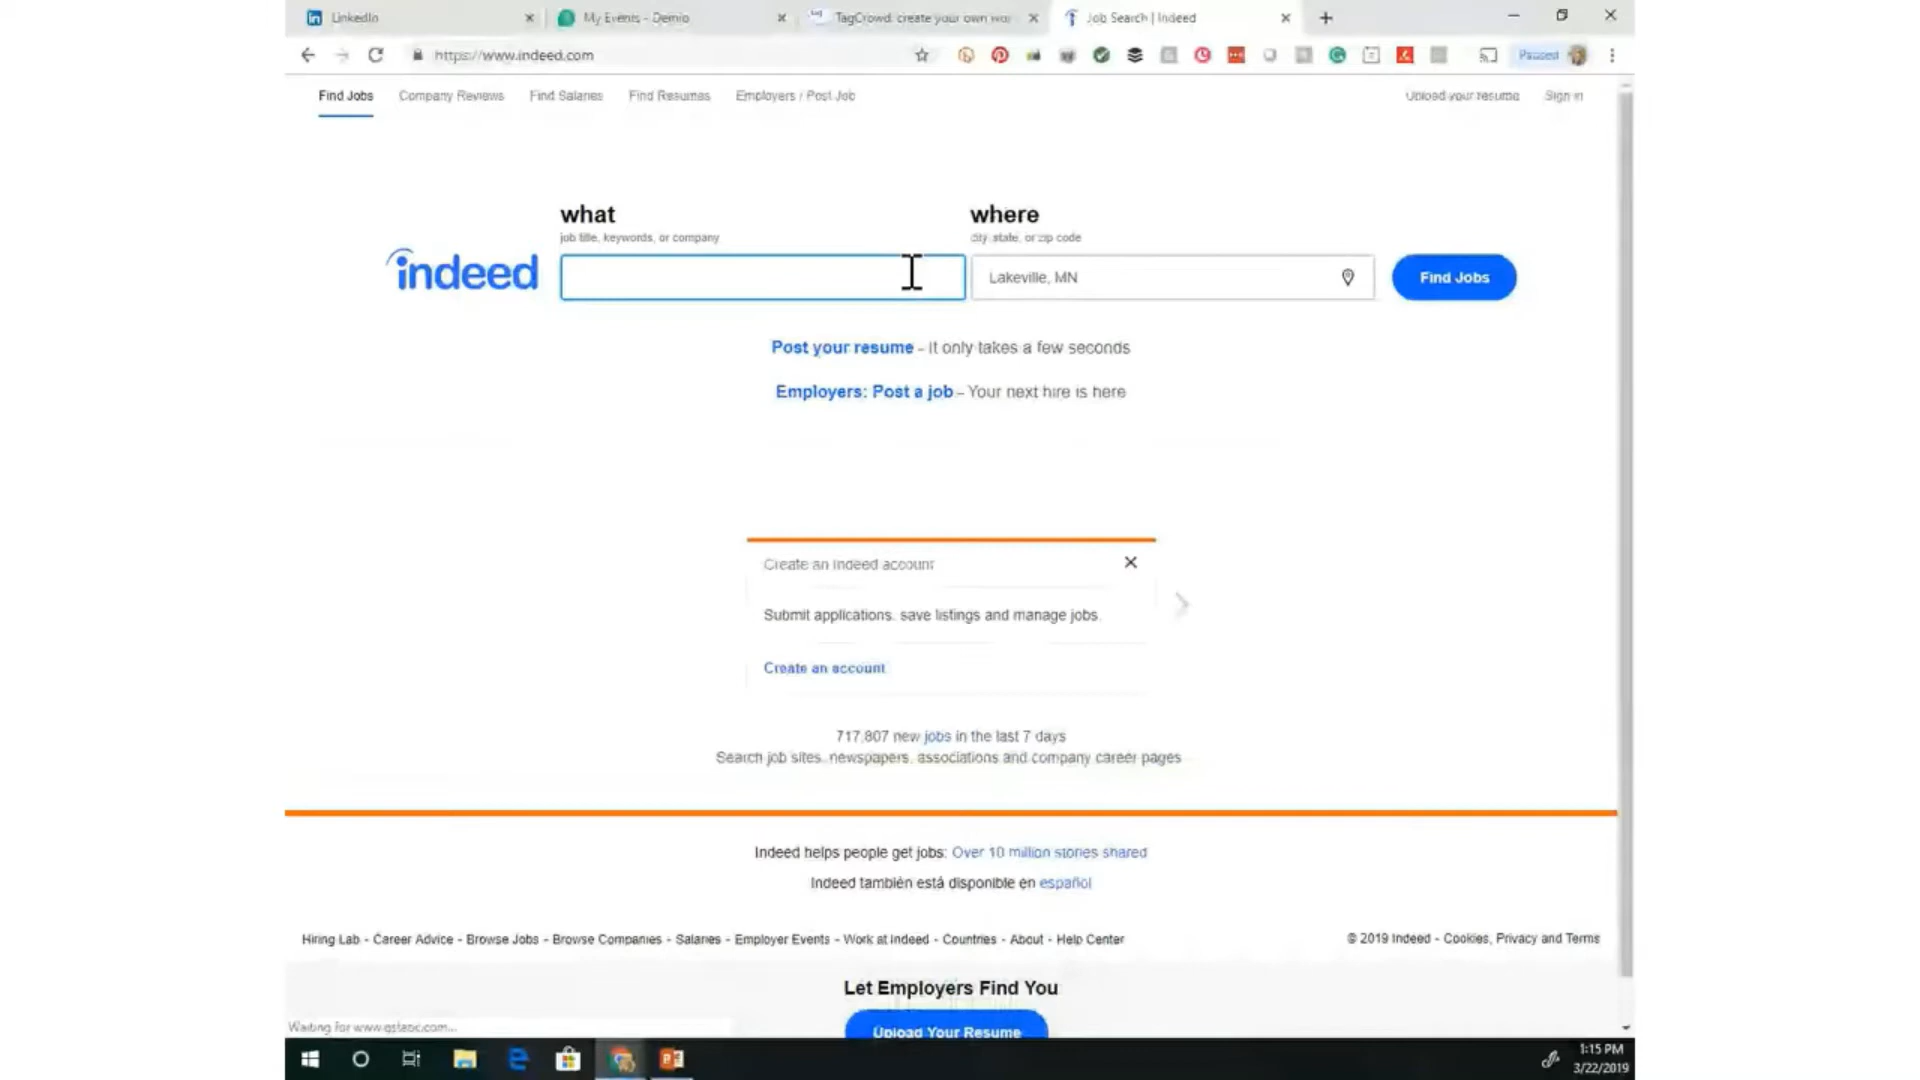 LinkedIn
My Events - Demio
TagCrowd: create your own wor
Job Search | Indeed
https://www.indeed.com
Paused
Find Jobs
Company Reviews
Find Salaries
Find Resumes
Employers / Post Job
Upload your resume
Sign in
what
job title, keywords, or company
where
city, state, or zip code
indeed
Lakeville, MN
Find Jobs
Post your resume - It only takes a few seconds
Employers: Post a job - Your next hire is here
Create an Indeed account
Submit applications, save listings and manage jobs.
Create an account
717,807 new jobs in the last 7 days
Search job sites, newspapers, associations and company career pages
Indeed helps people get jobs: Over 10 million stories shared
Indeed también está disponible en español
Hiring Lab - Career Advice - Browse Jobs - Browse Companies - Salaries - Employer Events - Work at Indeed - Countries - About - Help Center
© 2019 Indeed - Cookies, Privacy and Terms
Let Employers Find You
Upload Your Resume
Waiting for
1:15 PM
3/22/2019